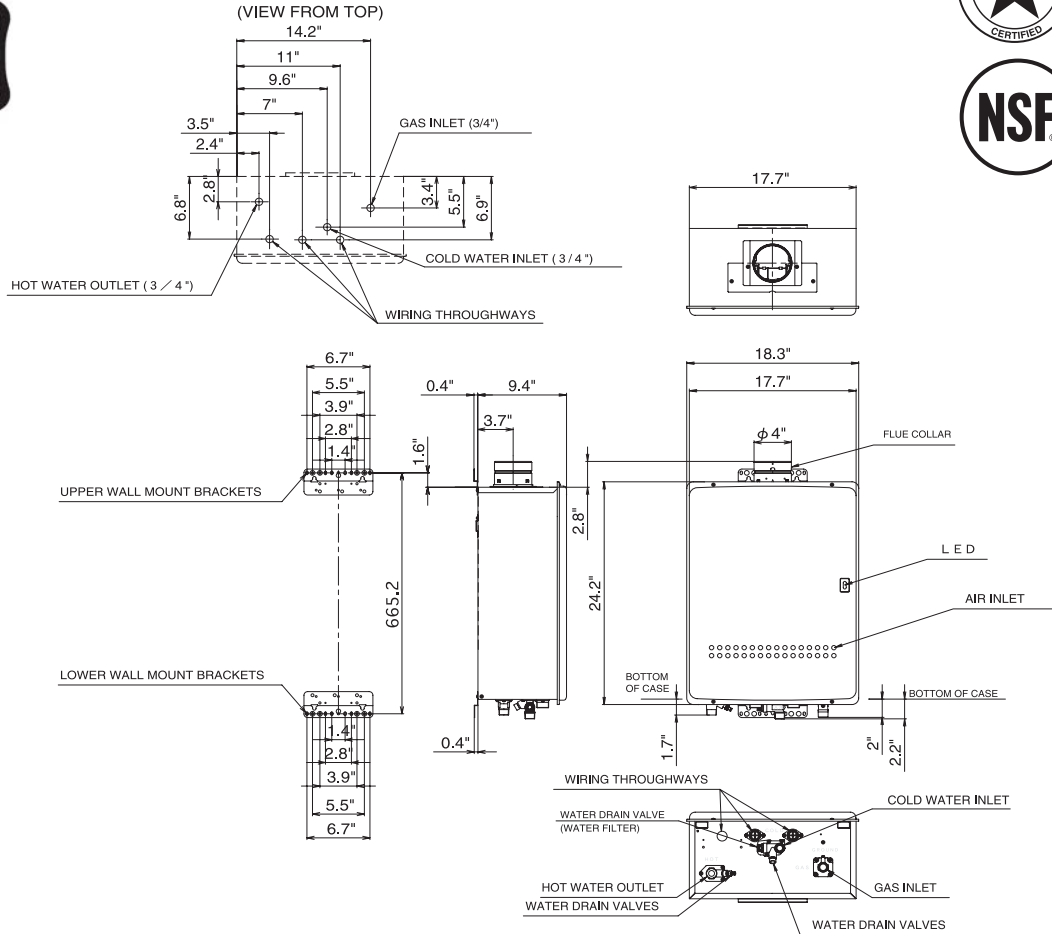 (VIEW FROM TOP)
14.2"
11"
9.6"
7"
3.5"
2.4"
GAS INLET (3/4")
6.8"
2.8"
3.4"
5.5"
6.9"
COLD WATER INLET ( 3 / 4 ")
HOT WATER OUTLET ( 3 ／ 4 ")
WIRING THROUGHWAYS
CERTIFIED
NSF
®
17.7"
6.7"
5.5"
3.9"
2.8"
1.4"
UPPER WALL MOUNT BRACKETS
665.2
LOWER WALL MOUNT BRACKETS
1.4"
2.8"
3.9"
5.5"
6.7"
0.4"
9.4"
3.7"
1.6"
0.4"
18.3"
17.7"
ϕ 4"
FLUE COLLAR
2.8"
24.2"
L E D
AIR INLET
BOTTOM
OF CASE
BOTTOM OF CASE
1.7"
2"
2.2"
WIRING THROUGHWAYS
COLD WATER INLET
WATER DRAIN VALVE
(WATER FILTER)
HOT WATER OUTLET
GAS INLET
WATER DRAIN VALVES
WATER DRAIN VALVES